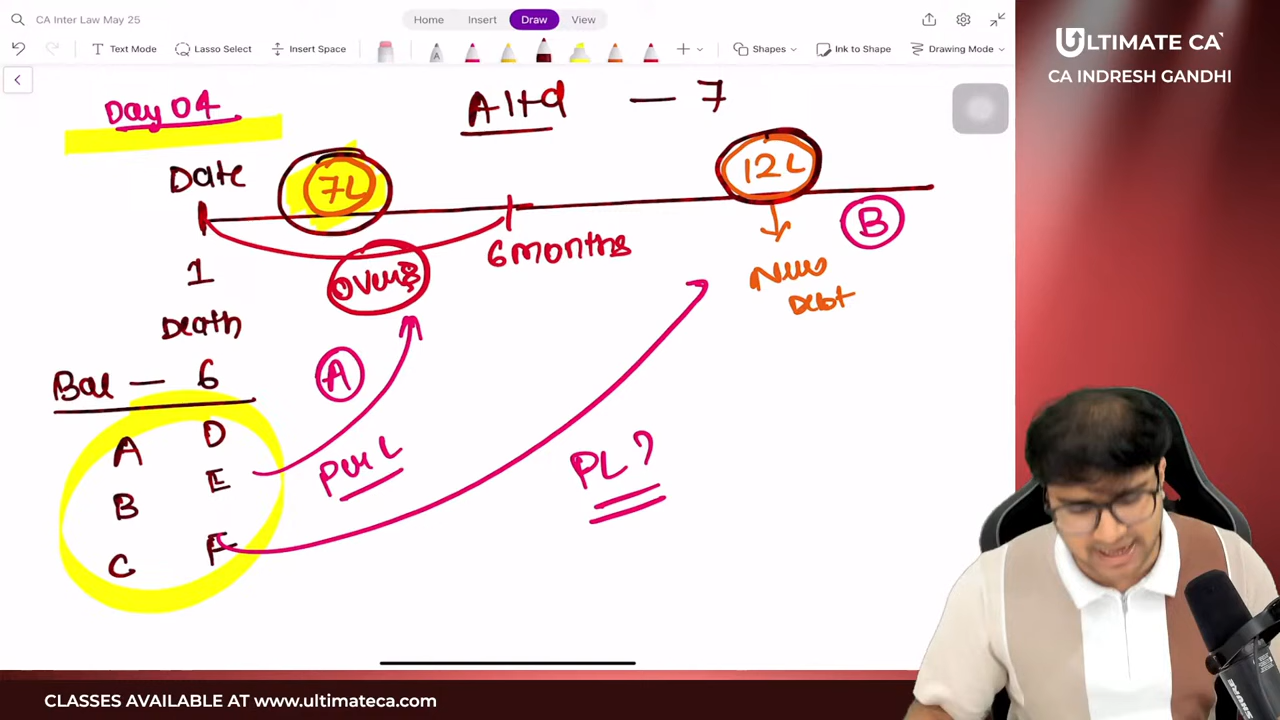 CA Inter Law May 25
Home Insert Draw View
Text Mode Lasso Select Insert Space Shapes Ink to Shape Drawing Mode
ULTIMATE CA
CA INDRESH GANDHI
Day 04
A Ltd — 7
Date
7L
12L
B
6 months
1
New
Debt
Death
Bal — 6
A
A D
B E
C F
Per L
PL?
CLASSES AVAILABLE AT www.ultimateca.com